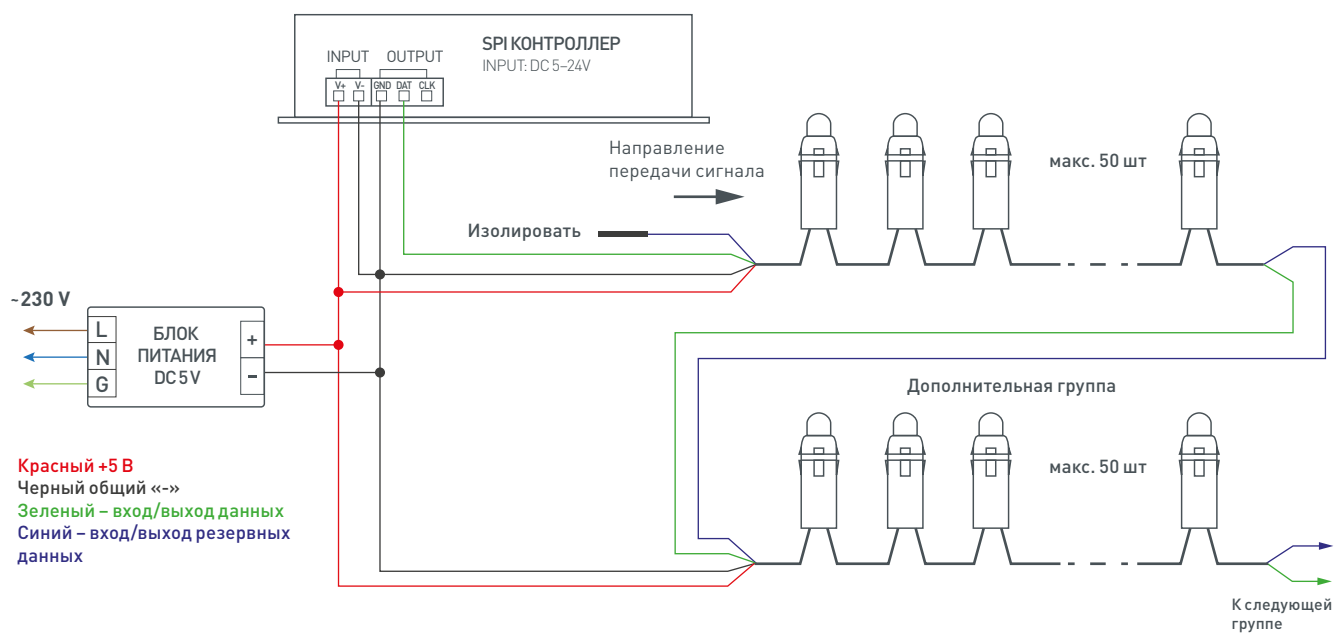 SPI КОНТРОЛЛЕР
INPUT: DC 5–24V
INPUT OUTPUT
V+ V- GND DAT CLK
Направление
передачи сигнала
макс. 50 шт
Изолировать
~230 V
L
N
G
БЛОК
ПИТАНИЯ
DC 5 V
+
–
Дополнительная группа
макс. 50 шт
Красный +5 В
Черный общий «-»
Зеленый – вход/выход данных
Синий – вход/выход резервных
данных
К следующей
группе